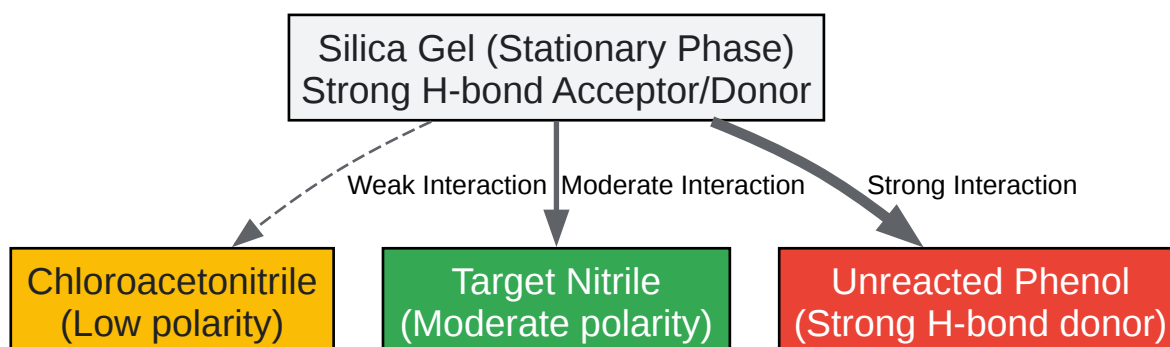 Silica Gel (Stationary Phase)
Strong H-bond Acceptor/Donor
Weak Interaction
Moderate Interaction
Strong Interaction
Chloroacetonitrile
(Low polarity)
Target Nitrile
(Moderate polarity)
Unreacted Phenol
(Strong H-bond donor)